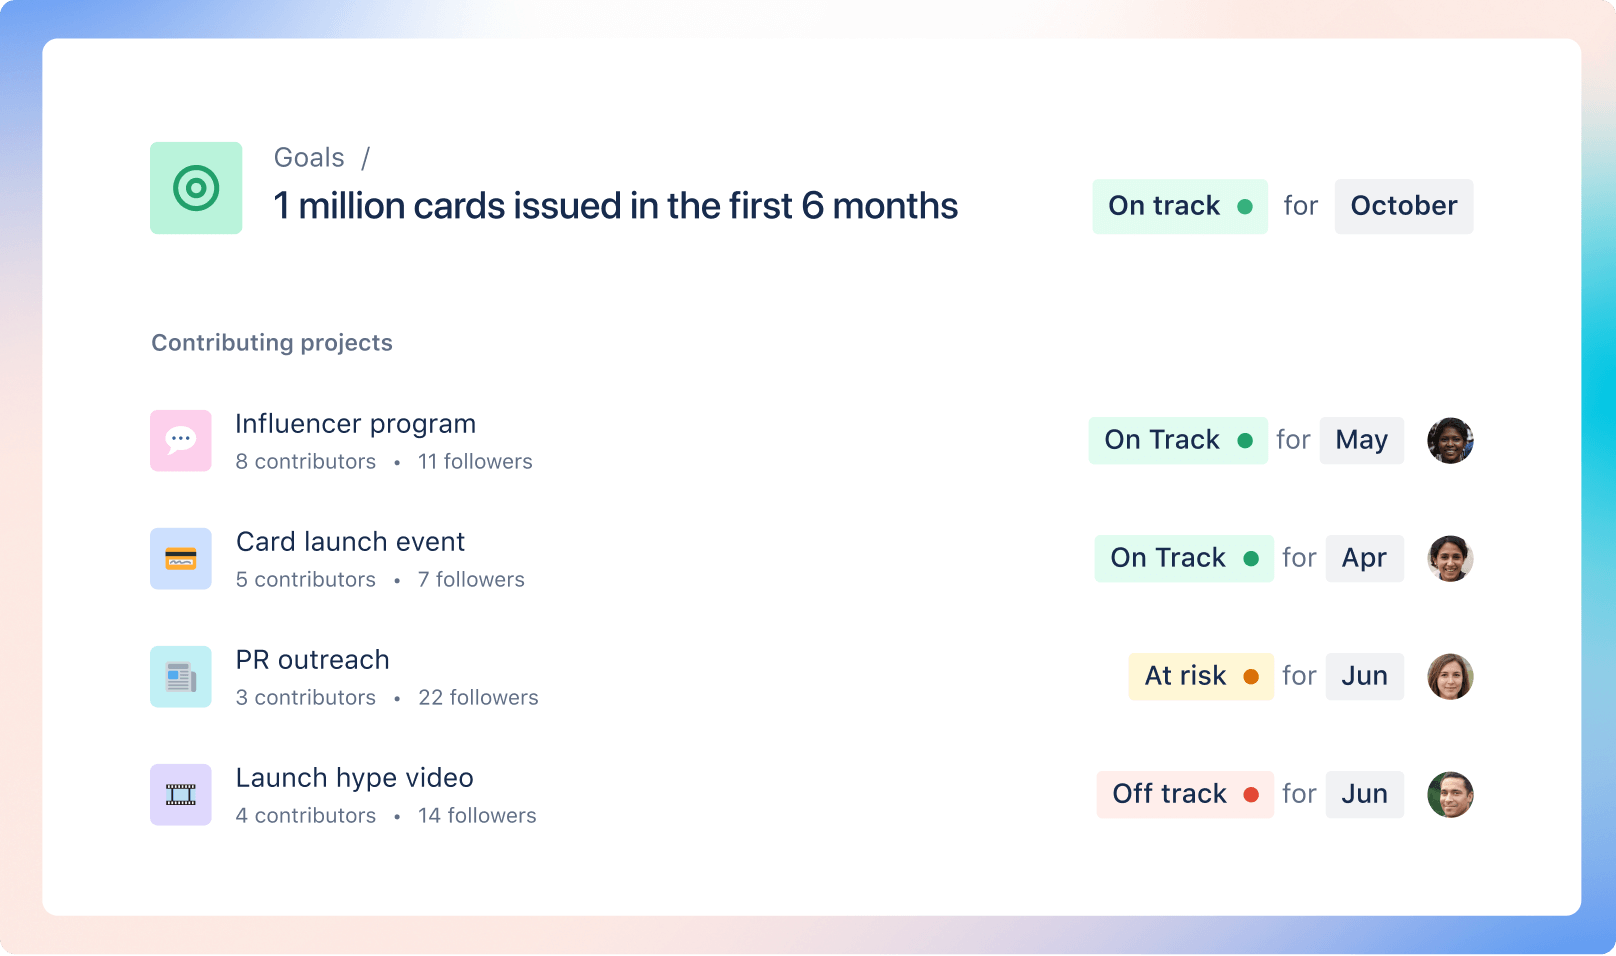 Goals /
1 million cards issued in the first 6 months
On track for October
Contributing projects
Influencer program
8 contributors • 11 followers
On Track for May
Card launch event
5 contributors • 7 followers
On Track for Apr
PR outreach
3 contributors • 22 followers
At risk for Jun
Launch hype video
4 contributors • 14 followers
Off track for Jun